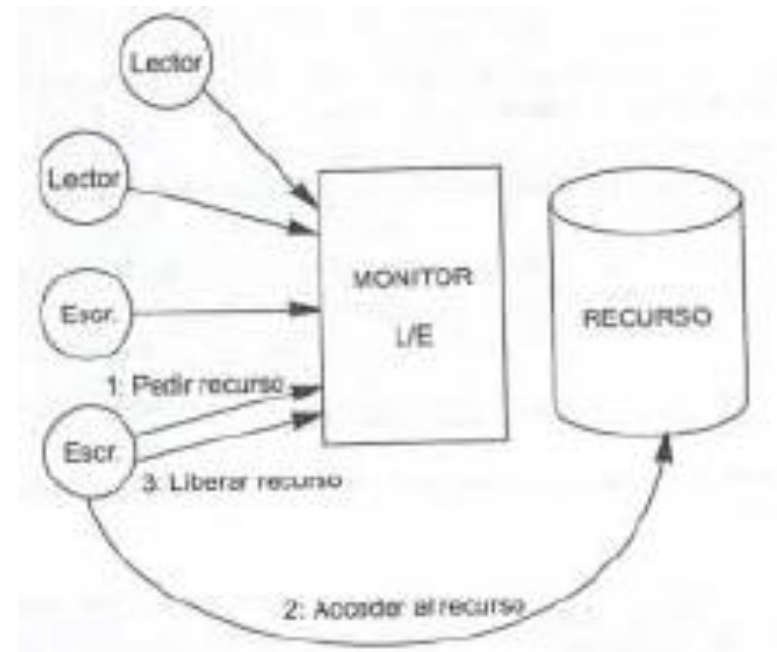 Lector
Lector
Escr.
Escr.
MONITOR
L/E
RECURSO
1: Pedir recurso
3: Liberar recurso
2: Acceder al recurso